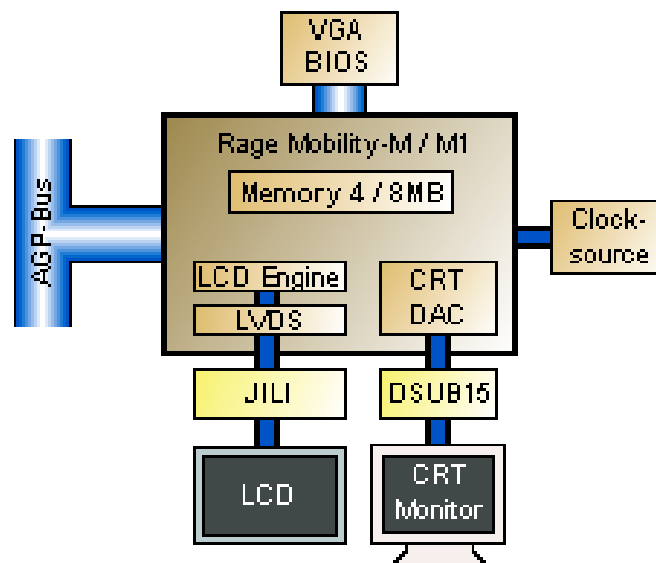 VGA
BIOS
Rage Mobility-M / M1
Memory 4 / 8MB
AGP-Bus
Clock-
source
LCD Engine
LVDS
CRT
DAC
JILI
DSUB15
LCD
CRT
Monitor